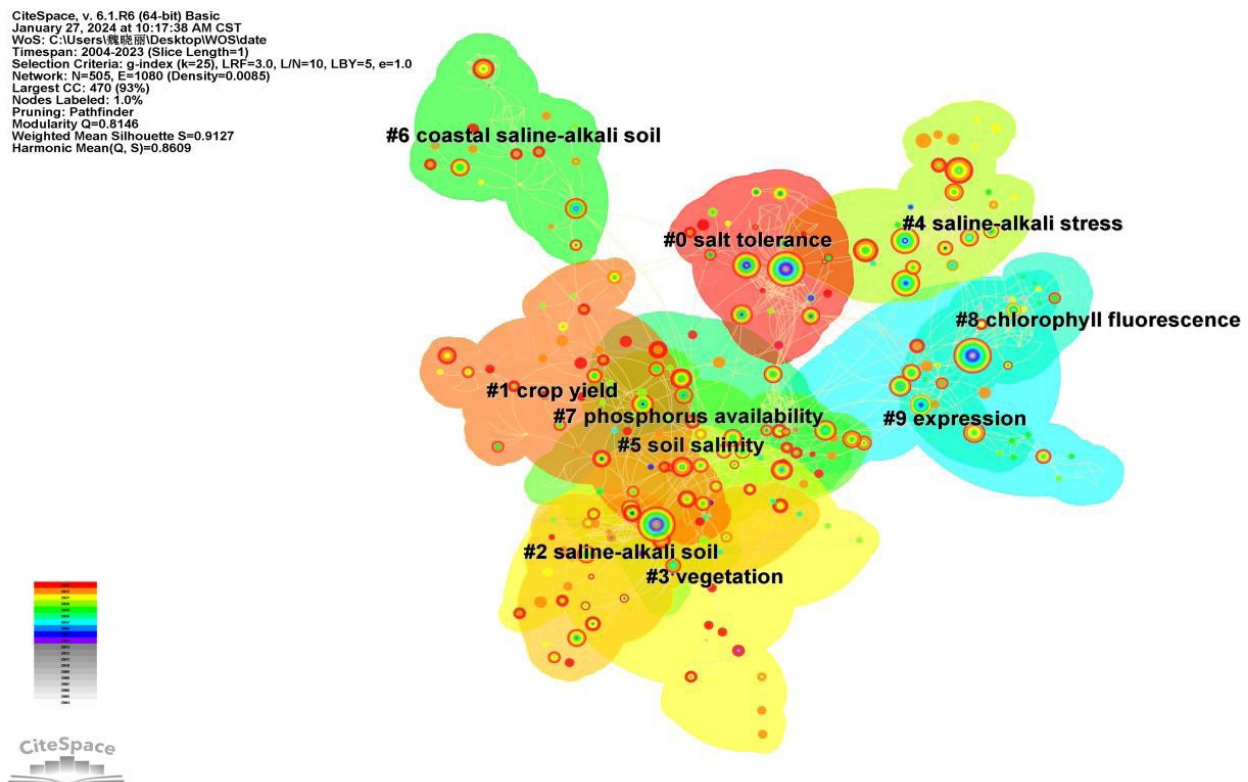 CiteSpace, v. 6.1.R6 (64-bit) Basic
January 27, 2024 at 10:17:38 AM CST
WoS: C:\Users\魏晓丽\Desktop\WOS\date
Timespan: 2004-2023 (Slice Length=1)
Selection Criteria: g-index (k=25), LRF=3.0, L/N=10, LBY=5, e=1.0
Network: N=505, E=1080 (Density=0.0085)
Largest CC: 470 (93%)
Nodes Labeled: 1.0%
Pruning: Pathfinder
Modularity Q=0.8146
Weighted Mean Silhouette S=0.9127
Harmonic Mean(Q, S)=0.8609
#6 coastal saline-alkali soil
#4 saline-alkali stress
#0 salt tolerance
#8 chlorophyll fluorescence
#1 crop yield
#7 phosphorus availability
#9 expression
#5 soil salinity
#2 saline-alkali soil
#3 vegetation
CiteSpace